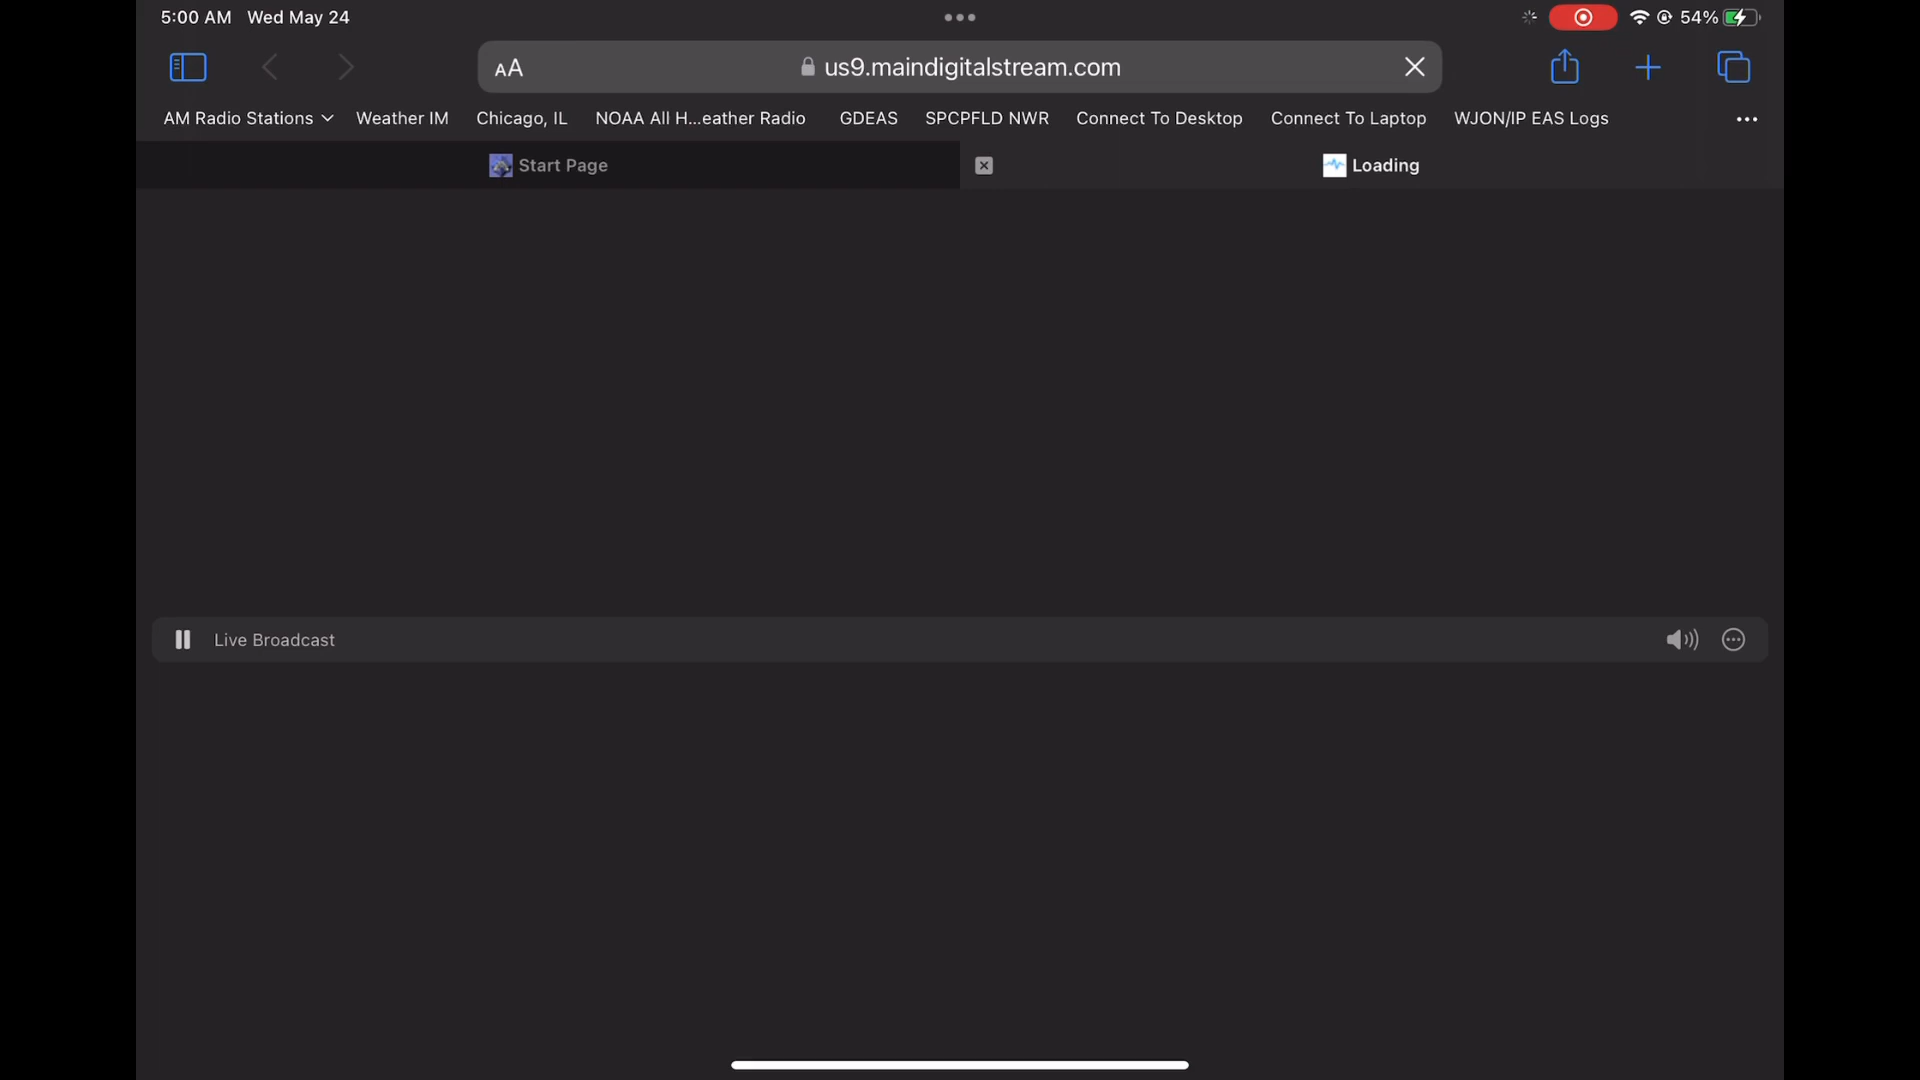 5:00 AM Wed May 24
54%
AA
us9.maindigitalstream.com
AM Radio Stations Weather IM Chicago, IL NOAA All H...eather Radio GDEAS SPCPFLD NWR Connect To Desktop Connect To Laptop WJON/IP EAS Logs
Start Page Loading
Live Broadcast